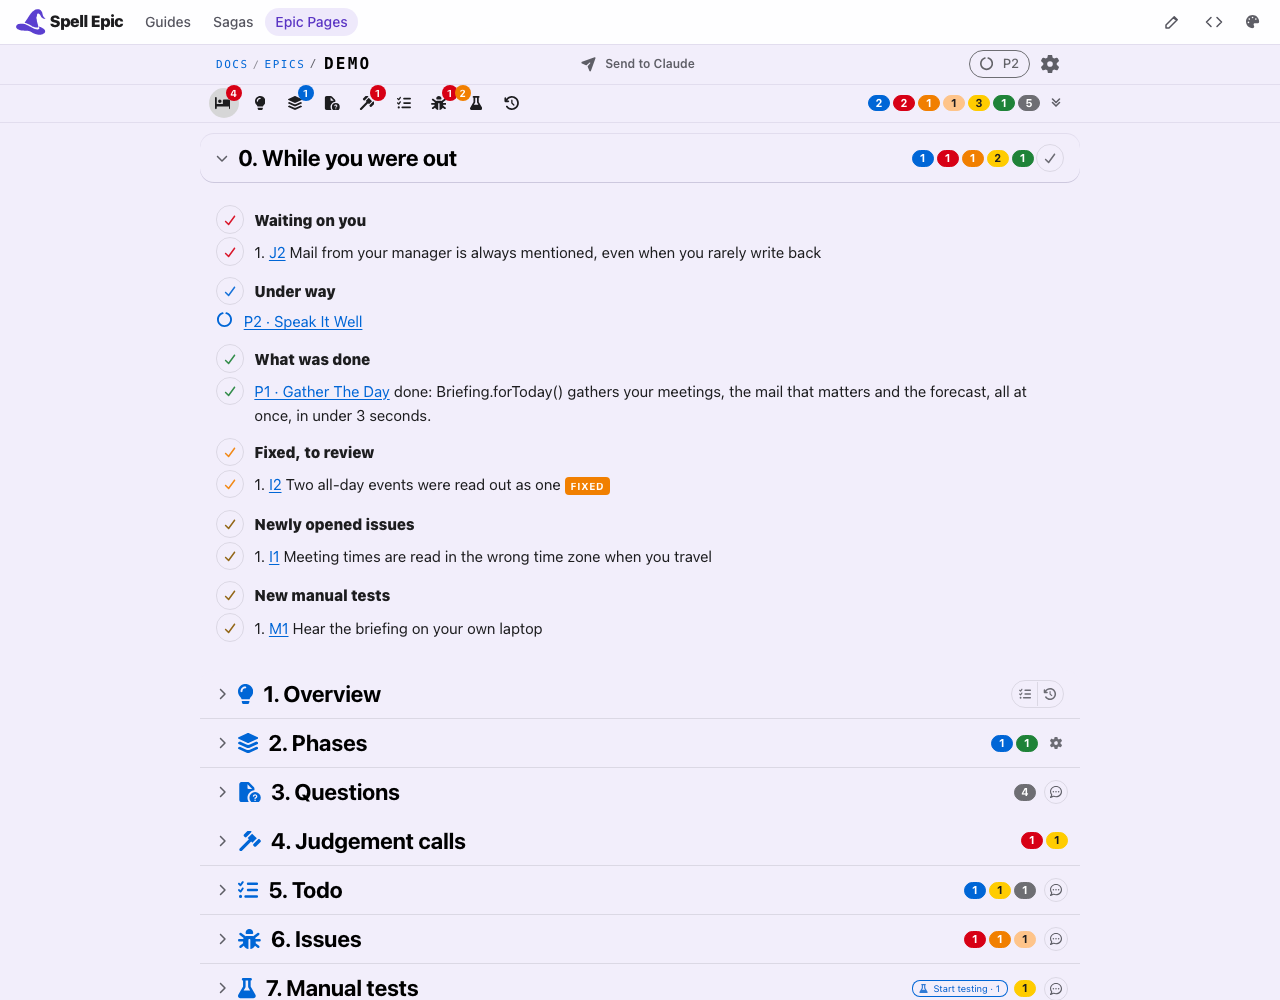 Spell Epic Guides Sagas Epic Pages
DOCS / EPICS / DEMO Send to Claude P2
4 1 1 1 2 2 2 1 1 3 1 5
0. While you were out 1 1 1 2 1
Waiting on you
1. J2 Mail from your manager is always mentioned, even when you rarely write back
Under way
P2 · Speak It Well
What was done
P1 · Gather The Day done: Briefing.forToday() gathers your meetings, the mail that matters and the forecast, all at
once, in under 3 seconds.
Fixed, to review
1. I2 Two all-day events were read out as one FIXED
Newly opened issues
1. I1 Meeting times are read in the wrong time zone when you travel
New manual tests
1. M1 Hear the briefing on your own laptop
1. Overview
2. Phases 1 1
3. Questions 4
4. Judgement calls 1 1
5. Todo 1 1 1
6. Issues 1 1 1
7. Manual tests Start testing · 1 1